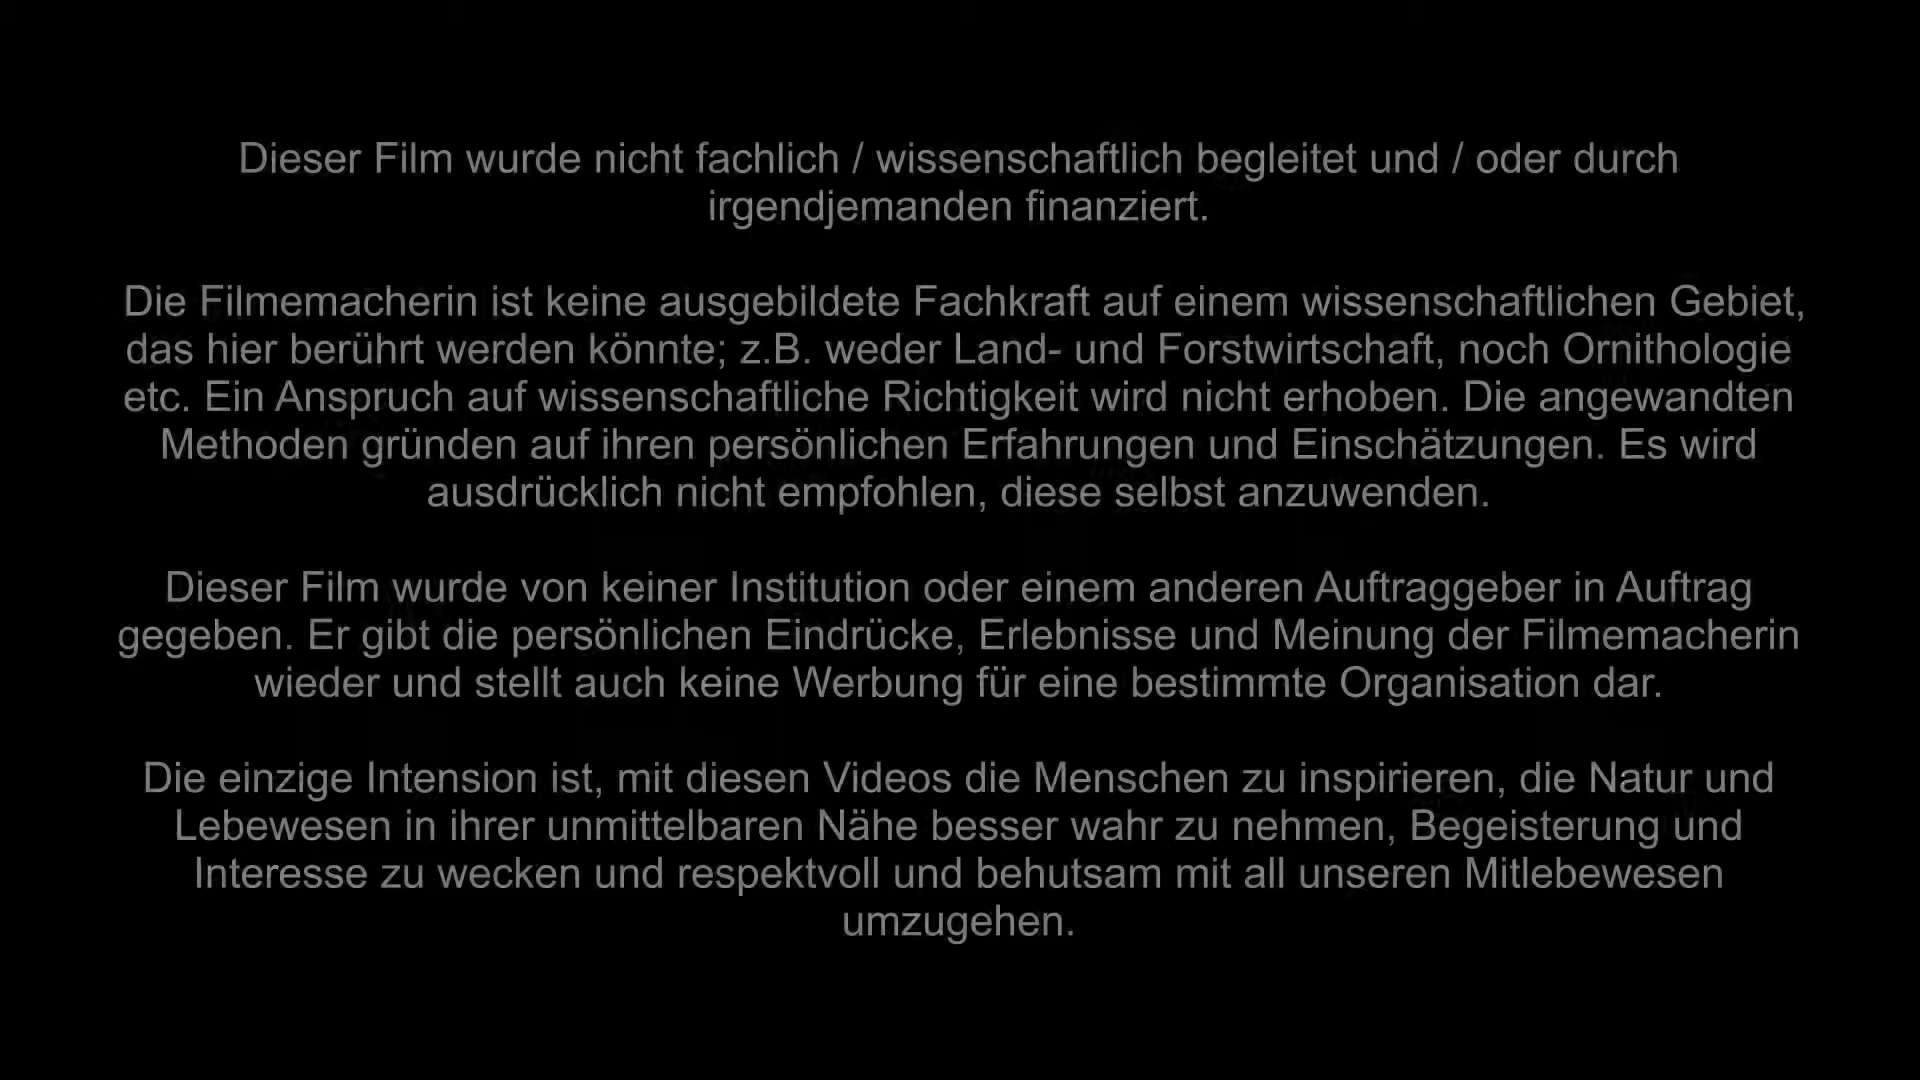 Dieser Film wurde nicht fachlich / wissenschaftlich begleitet und / oder durch
irgendjemanden finanziert.
Die Filmemacherin ist keine ausgebildete Fachkraft auf einem wissenschaftlichen Gebiet,
das hier berührt werden könnte; z.B. weder Land- und Forstwirtschaft, noch Ornithologie
etc. Ein Anspruch auf wissenschaftliche Richtigkeit wird nicht erhoben. Die angewandten
Methoden gründen auf ihren persönlichen Erfahrungen und Einschätzungen. Es wird
ausdrücklich nicht empfohlen, diese selbst anzuwenden.
Dieser Film wurde von keiner Institution oder einem anderen Auftraggeber in Auftrag
gegeben. Er gibt die persönlichen Eindrücke, Erlebnisse und Meinung der Filmemacherin
wieder und stellt auch keine Werbung für eine bestimmte Organisation dar.
Die einzige Intension ist, mit diesen Videos die Menschen zu inspirieren, die Natur und
Lebewesen in ihrer unmittelbaren Nähe besser wahr zu nehmen, Begeisterung und
Interesse zu wecken und respektvoll und behutsam mit all unseren Mitlebewesen
umzugehen.